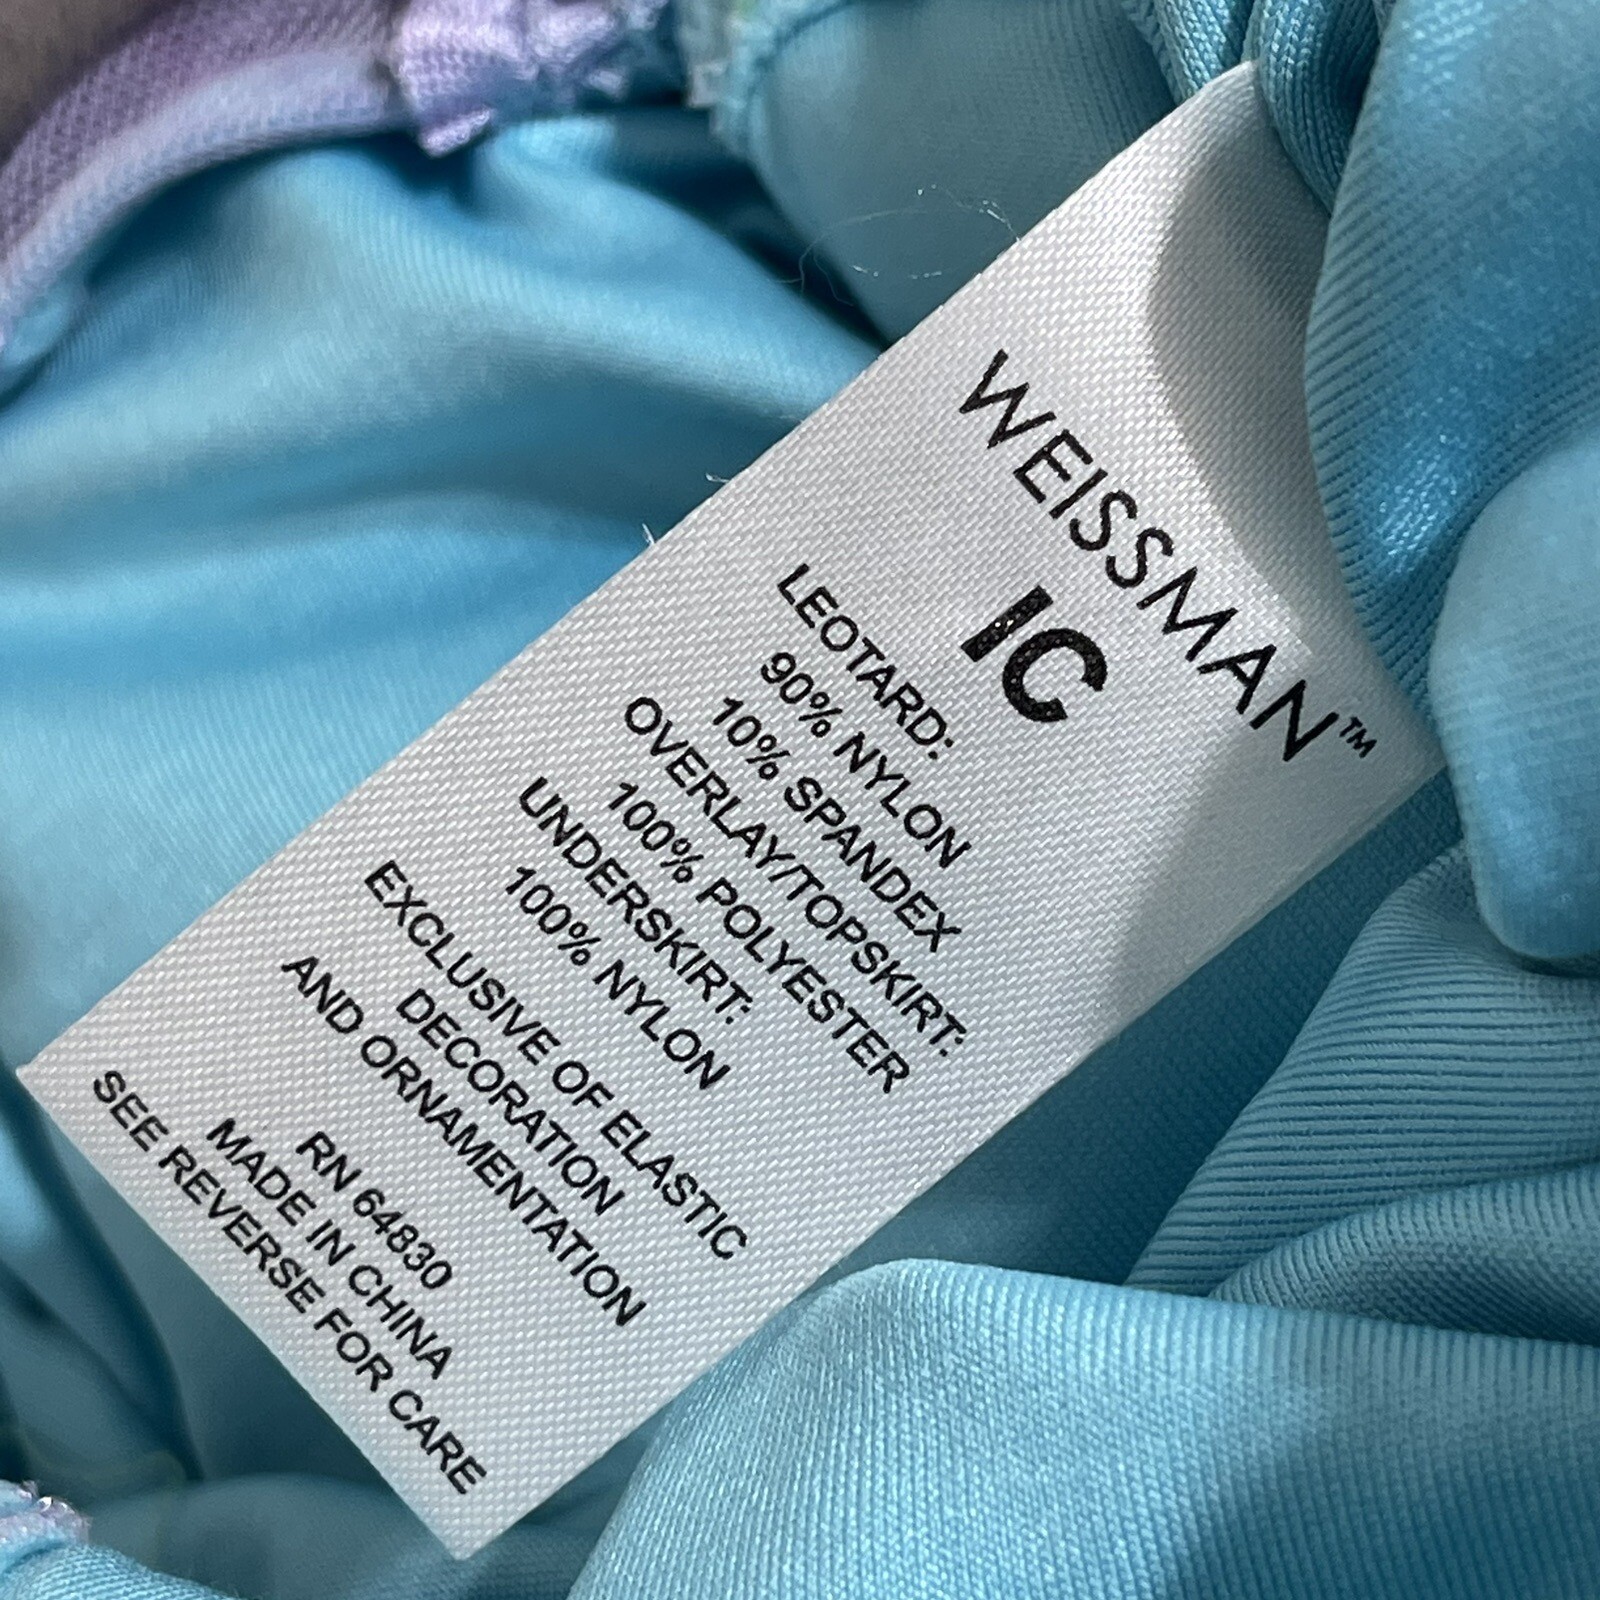 WEISSMAN™
IC
LEOTARD:
90% NYLON
10% SPANDEX
OVERLAY/TOPSKIRT:
100% POLYESTER
UNDERSKIRT:
100% NYLON
EXCLUSIVE OF ELASTIC
DECORATION
AND ORNAMENTATION
RN 64830
MADE IN CHINA
SEE REVERSE FOR CARE